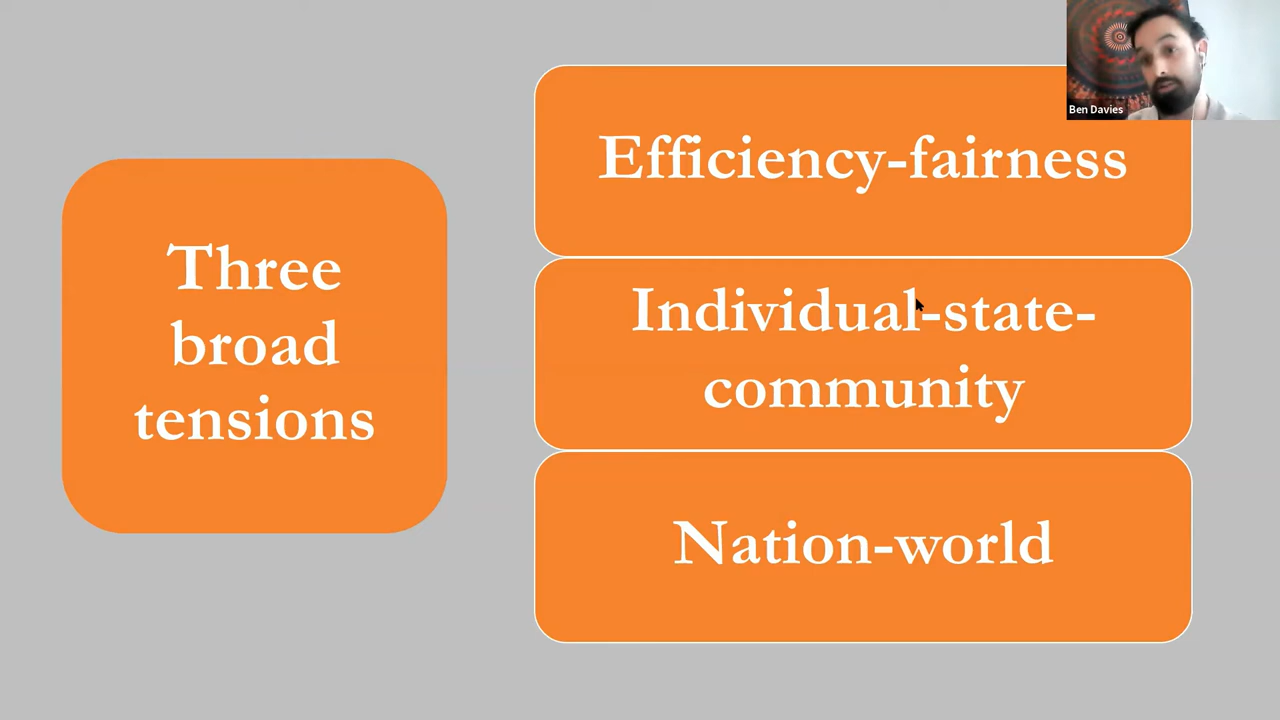 Three
broad
tensions
Efficiency-fairness
Individual-state-
community
Nation-world
Ben Davies